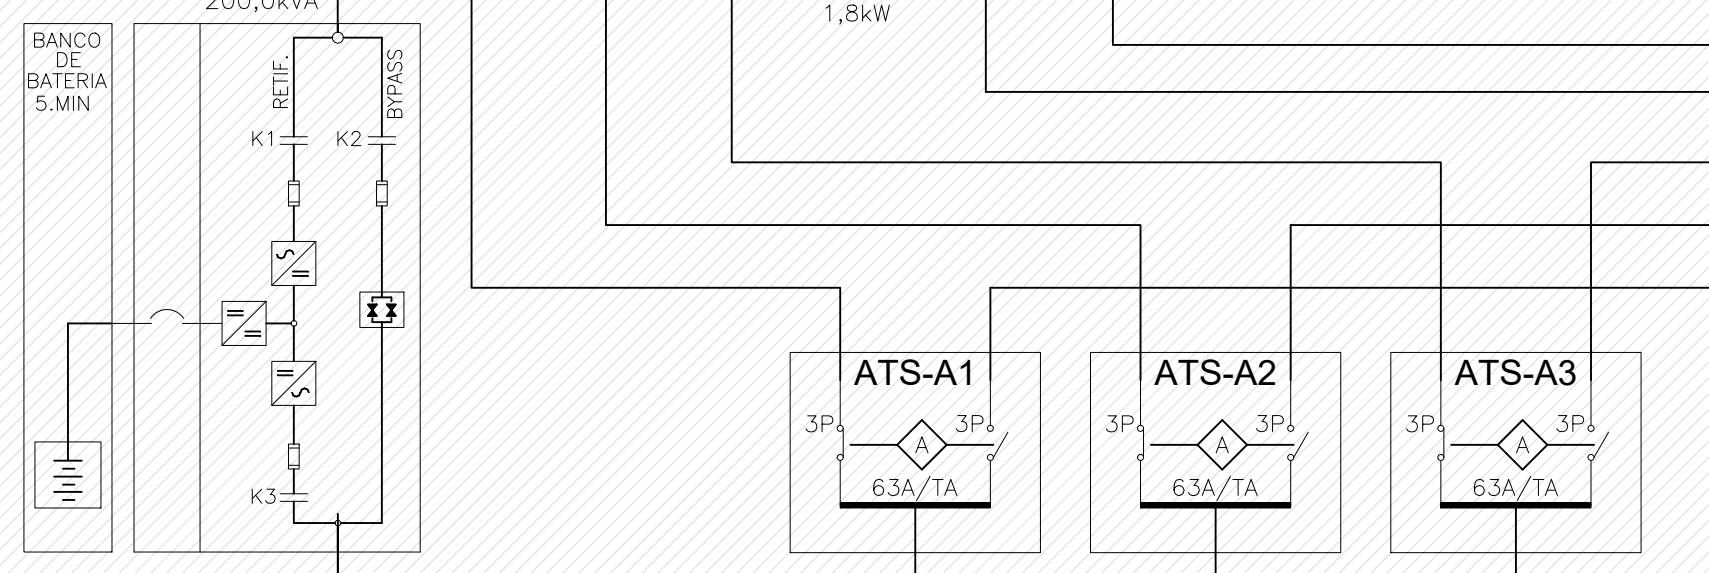 200,0kVA
1,8kW
BANCO
DE
BATERIA
5.MIN
RETIF.
BYPASS
K1
K2
K3
ATS-A1
3P
3P
A
63A/TA
ATS-A2
3P
3P
A
63A/TA
ATS-A3
3P
3P
A
63A/TA